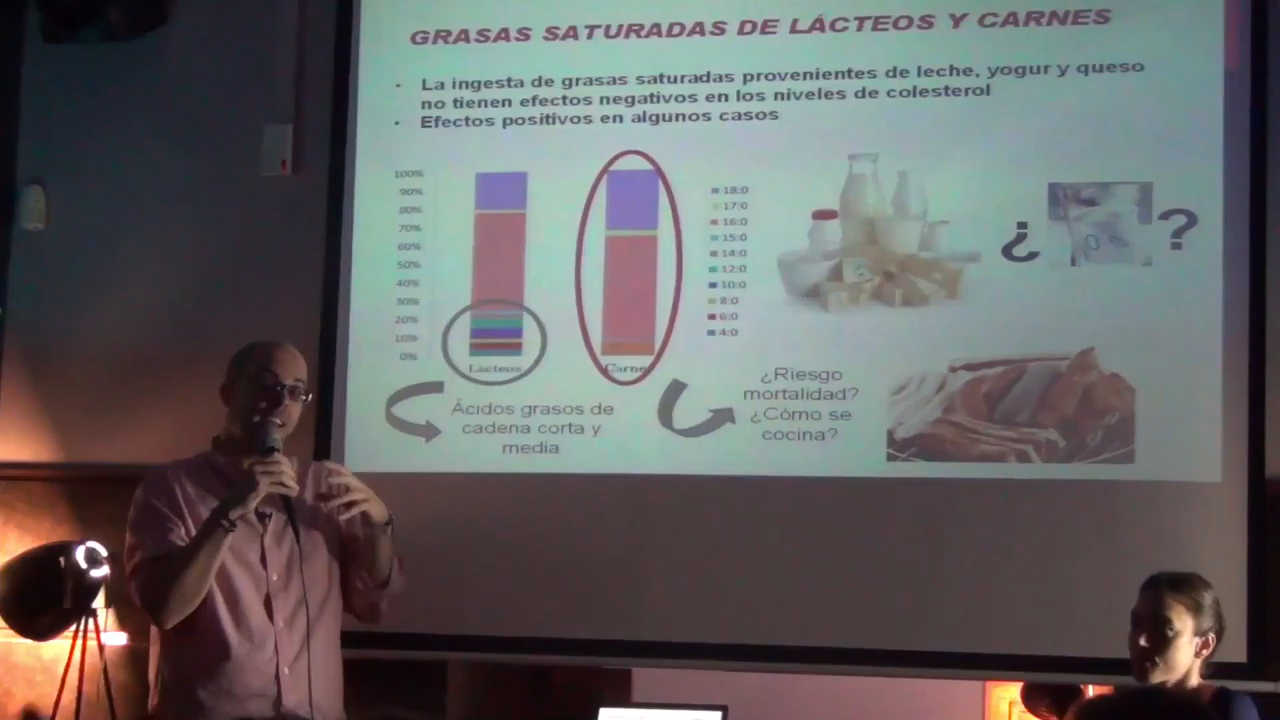 GRASAS SATURADAS DE LÁCTEOS Y CARNES
· La ingesta de grasas saturadas provenientes de leche, yogur y queso
no tienen efectos negativos en los niveles de colesterol
· Efectos positivos en algunos casos
100%
90%
80%
70%
60%
50%
40%
30%
20%
10%
0%
Lácteos
Carne
18:0
17:0
16:0
15:0
14:0
12:0
10:0
8:0
6:0
4:0
¿ 0% ?
Ácidos grasos de
cadena corta y
media
¿Riesgo
mortalidad?
¿Cómo se
cocina?